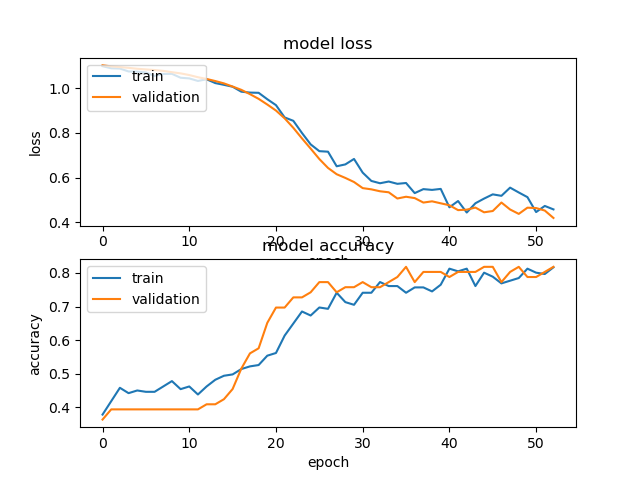 model loss
loss
1.0
0.8
0.6
0.4
train
validation
0 10 20 30 40 50
epoch
model accuracy
accuracy
0.8
0.7
0.6
0.5
0.4
train
validation
0 10 20 30 40 50
epoch